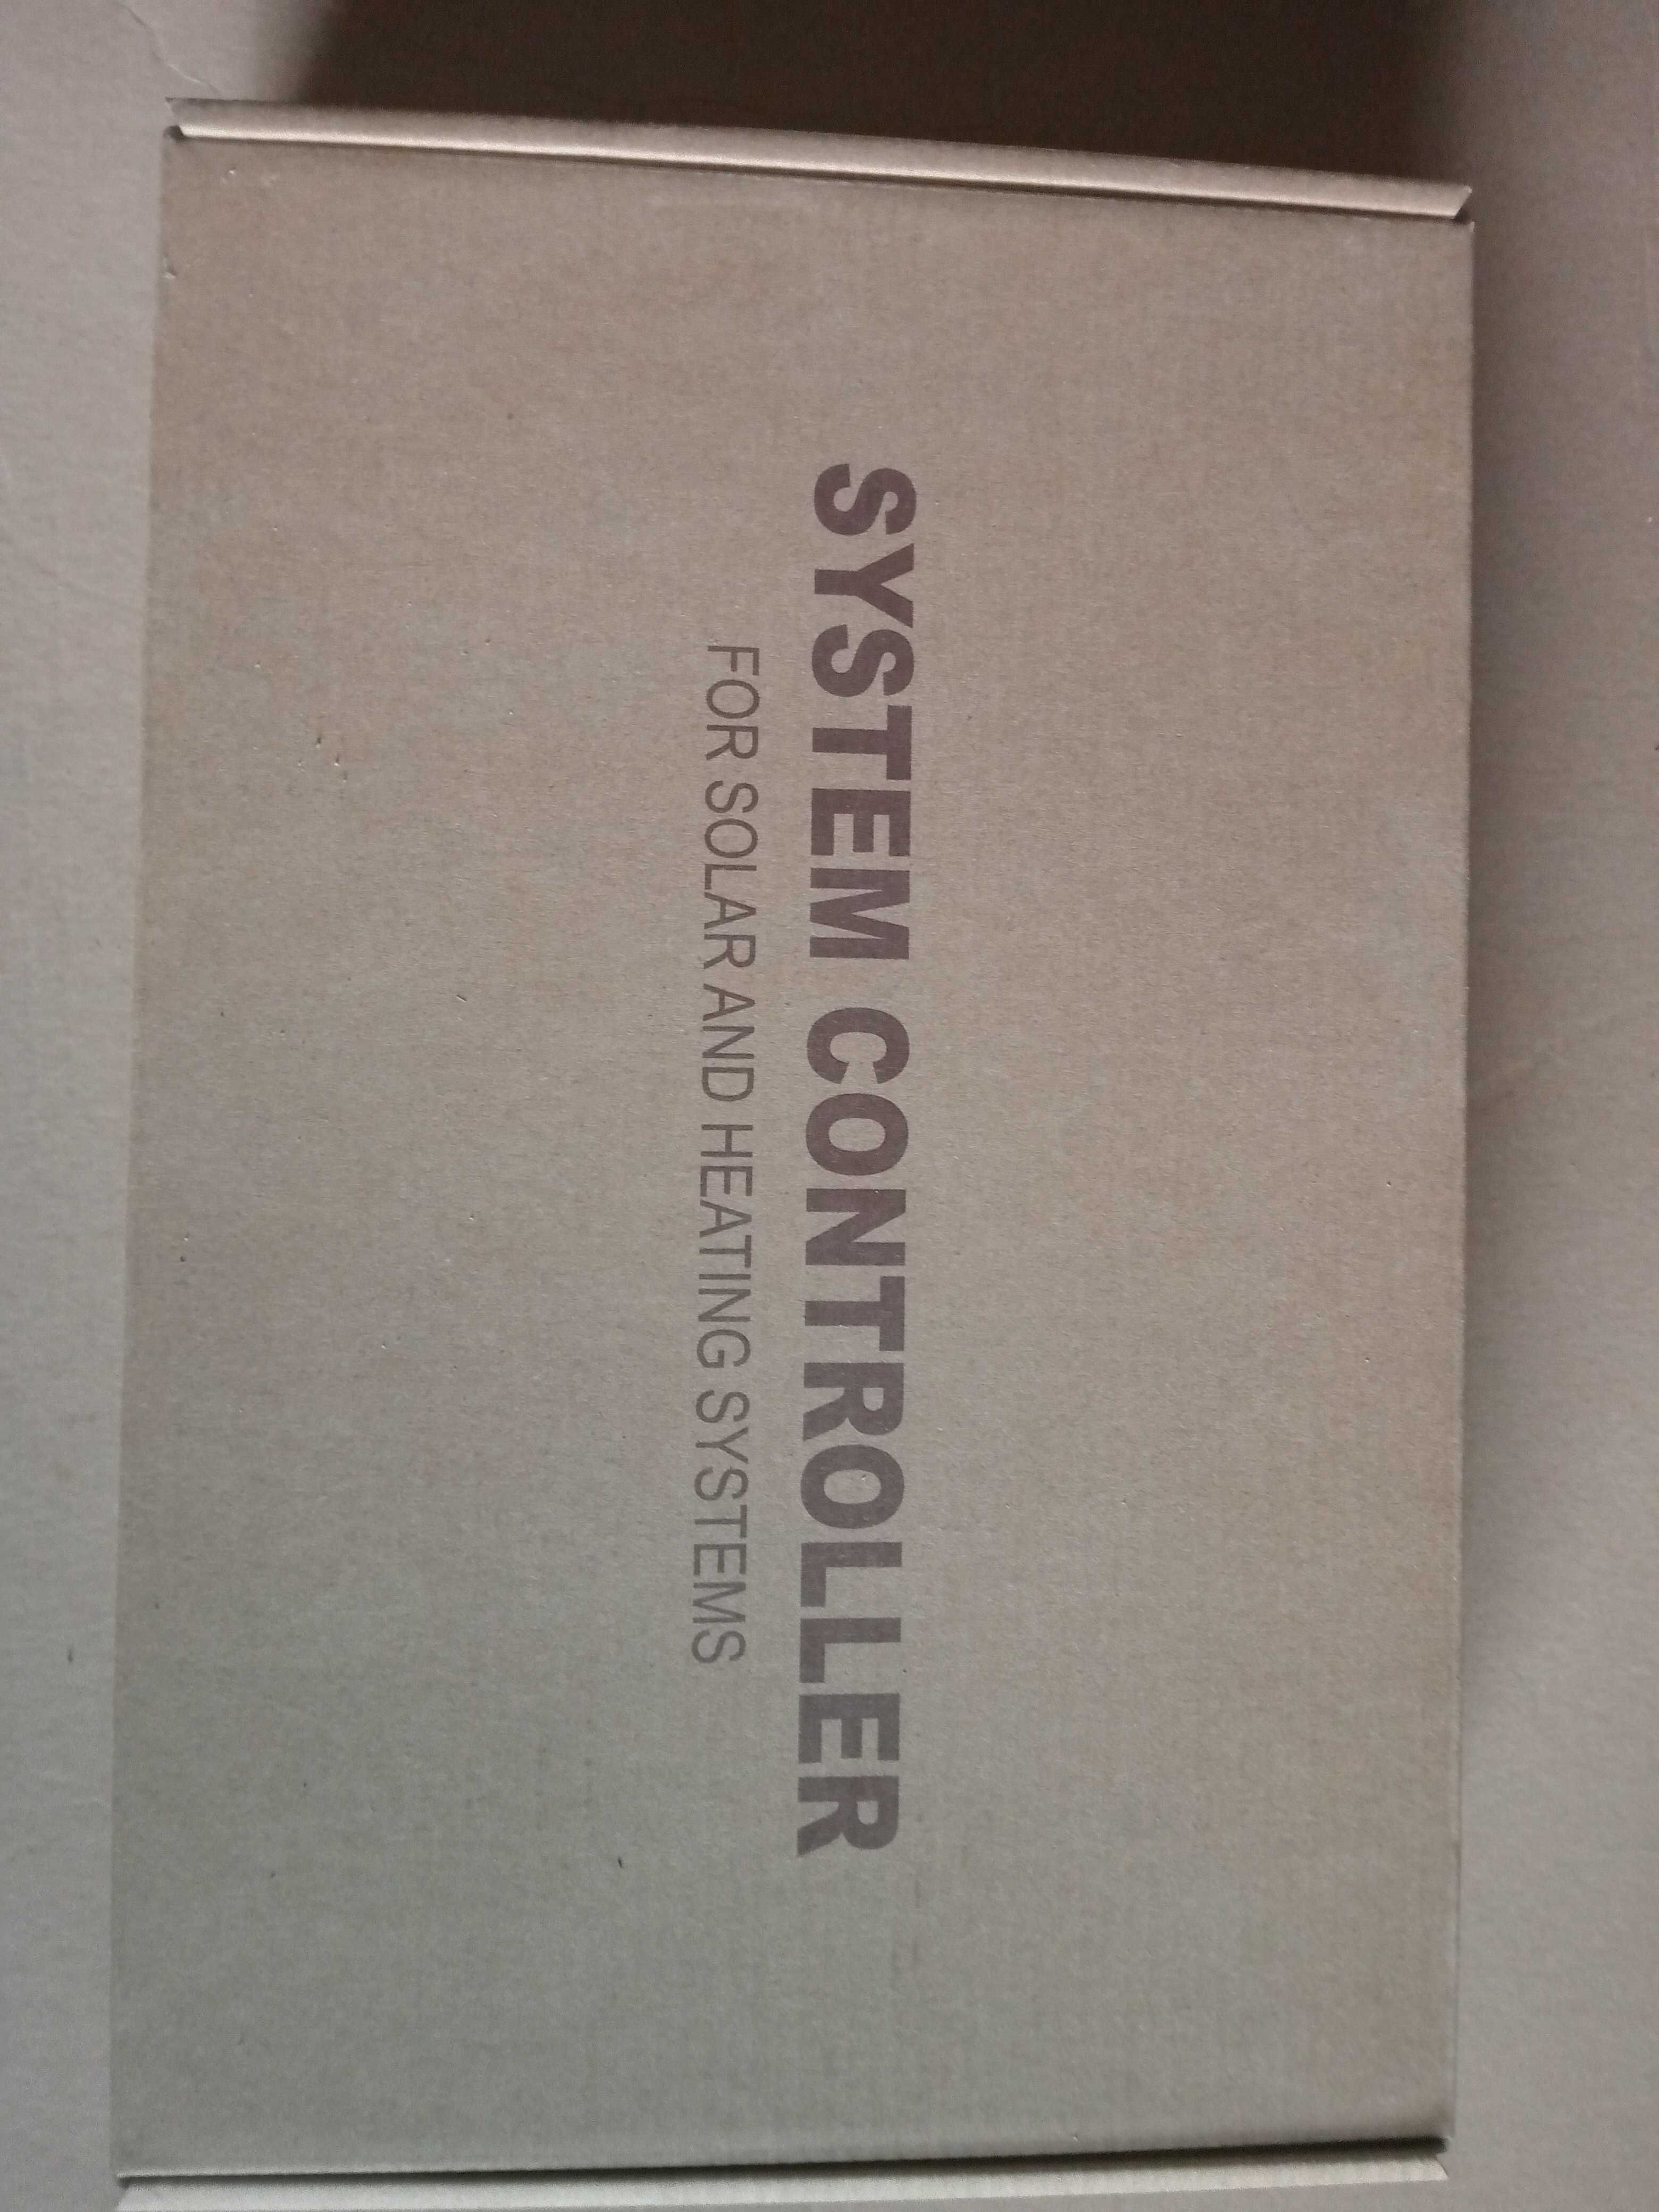 SYSTEM CONTROLLER
FOR SOLAR AND HEATING SYSTEMS